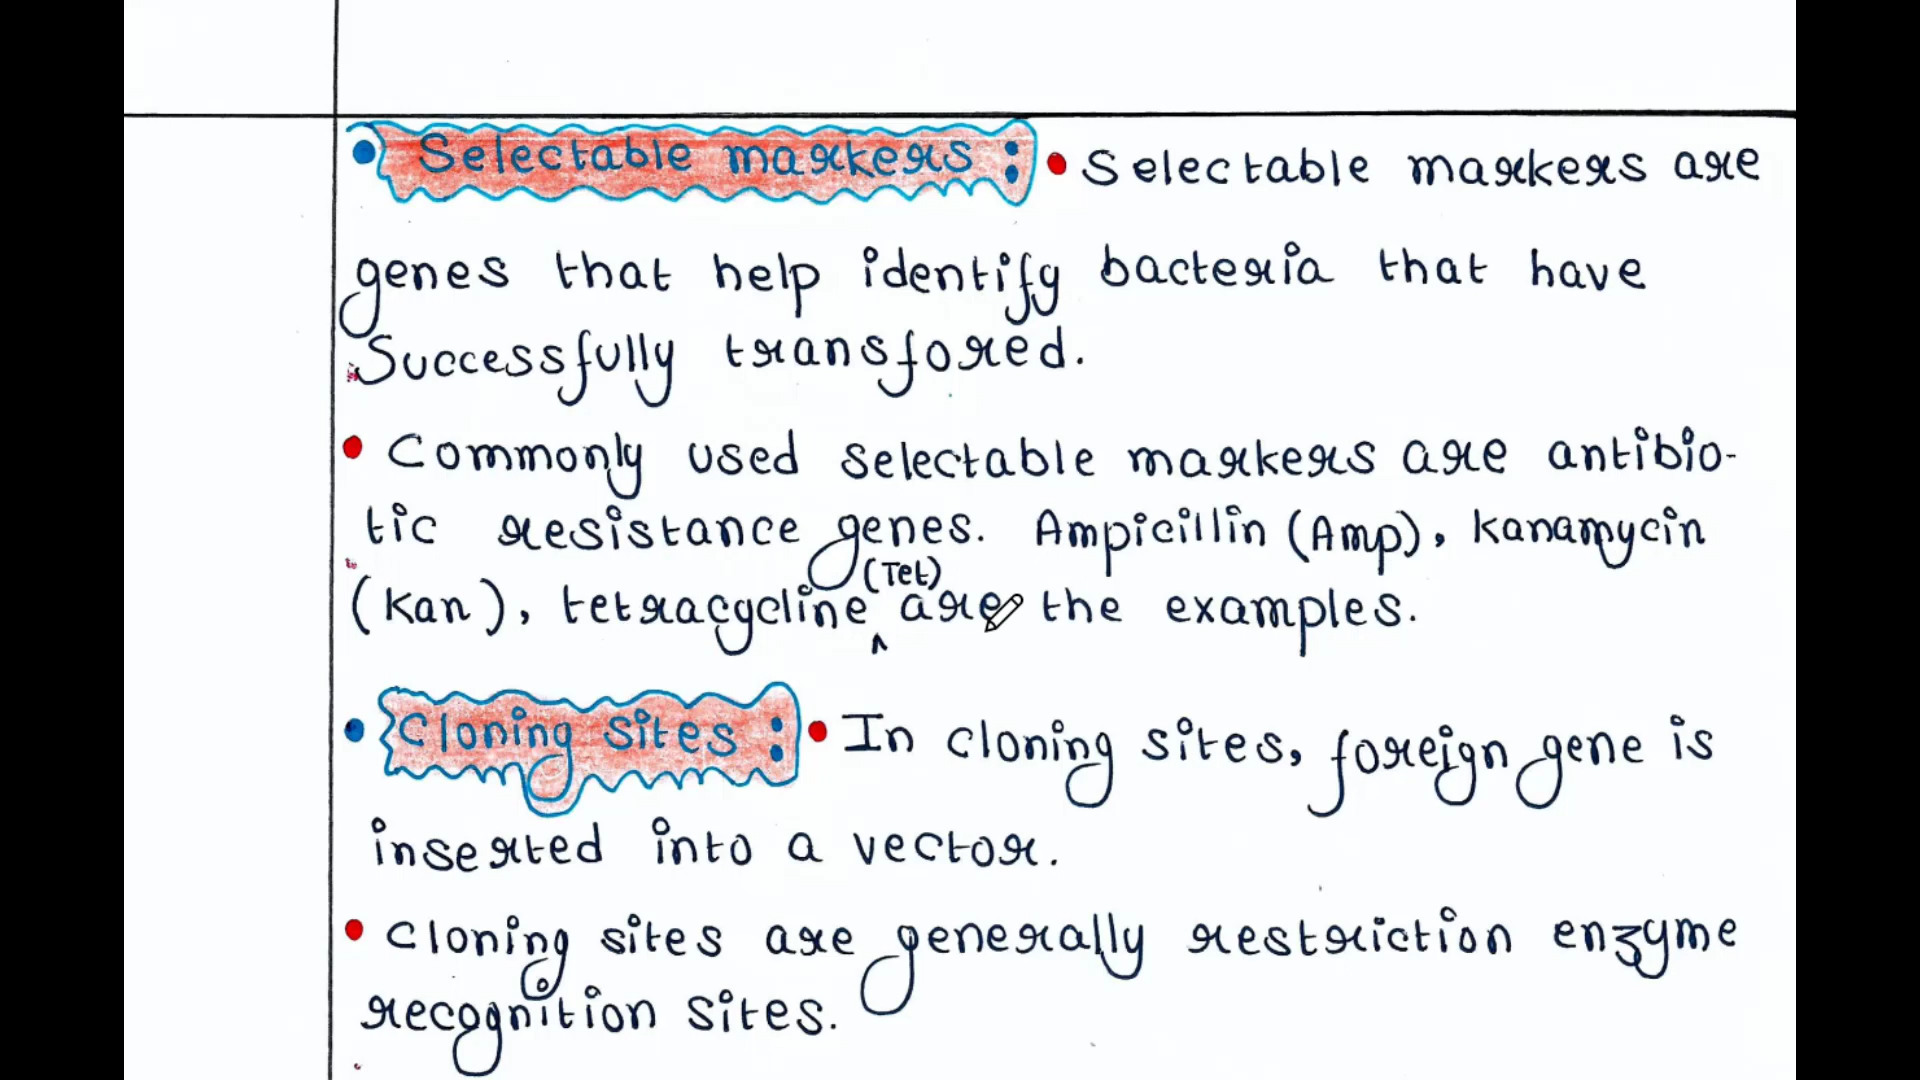 • Selectable markers : • Selectable markers are
genes that help identify bacteria that have
Successfully transfored.
• Commonly used selectable markers are antibio-
tic resistance genes. Ampicillin (Amp), Kanamycin
(Kan), tetracycline ^ (Tet) are the examples.
• Cloning sites : • In cloning sites, foreign gene is
inserted into a vector.
• Cloning sites are generally restriction enzyme
recognition sites.